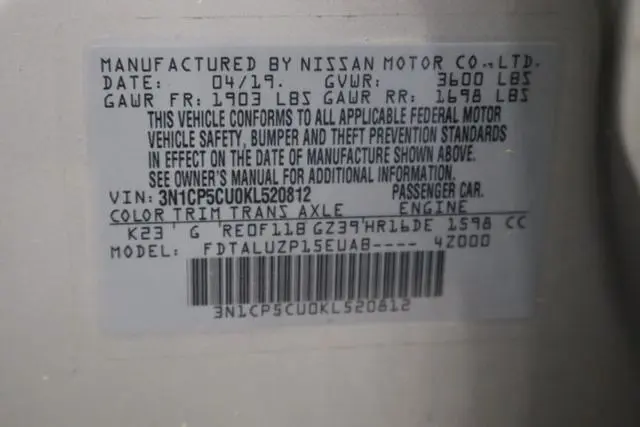 MANUFACTURED BY NISSAN MOTOR CO.,LTD.
DATE: 04/19. GVWR: 3600 LBS
GAWR FR: 1903 LBS GAWR RR: 1698 LBS
THIS VEHICLE CONFORMS TO ALL APPLICABLE FEDERAL MOTOR
VEHICLE SAFETY, BUMPER AND THEFT PREVENTION STANDARDS
IN EFFECT ON THE DATE OF MANUFACTURE SHOWN ABOVE.
SEE OWNER'S MANUAL FOR ADDITIONAL INFORMATION.
VIN: 3N1CP5CU0KL520812 PASSENGER CAR.
COLOR TRIM TRANS AXLE ENGINE
K23 G RE0F11B GZ39 HR16DE 1598 CC
MODEL: FDTALUZP15EUAB---- 4Z000
3N1CP5CU0KL520812